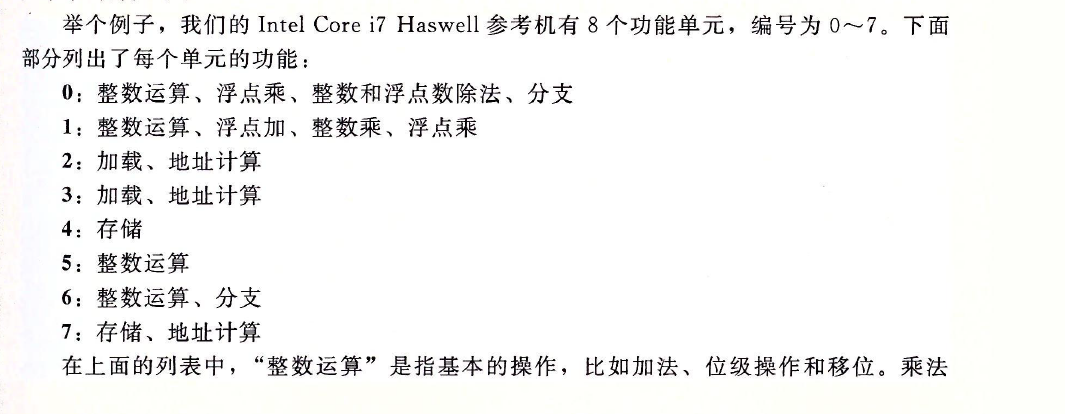 举个例子，我们的 Intel Core i7 Haswell 参考机有 8 个功能单元，编号为 0～7。下面
部分列出了每个单元的功能：
0：整数运算、浮点乘、整数和浮点数除法、分支
1：整数运算、浮点加、整数乘、浮点乘
2：加载、地址计算
3：加载、地址计算
4：存储
5：整数运算
6：整数运算、分支
7：存储、地址计算
在上面的列表中，“整数运算”是指基本的操作，比如加法、位级操作和移位。乘法